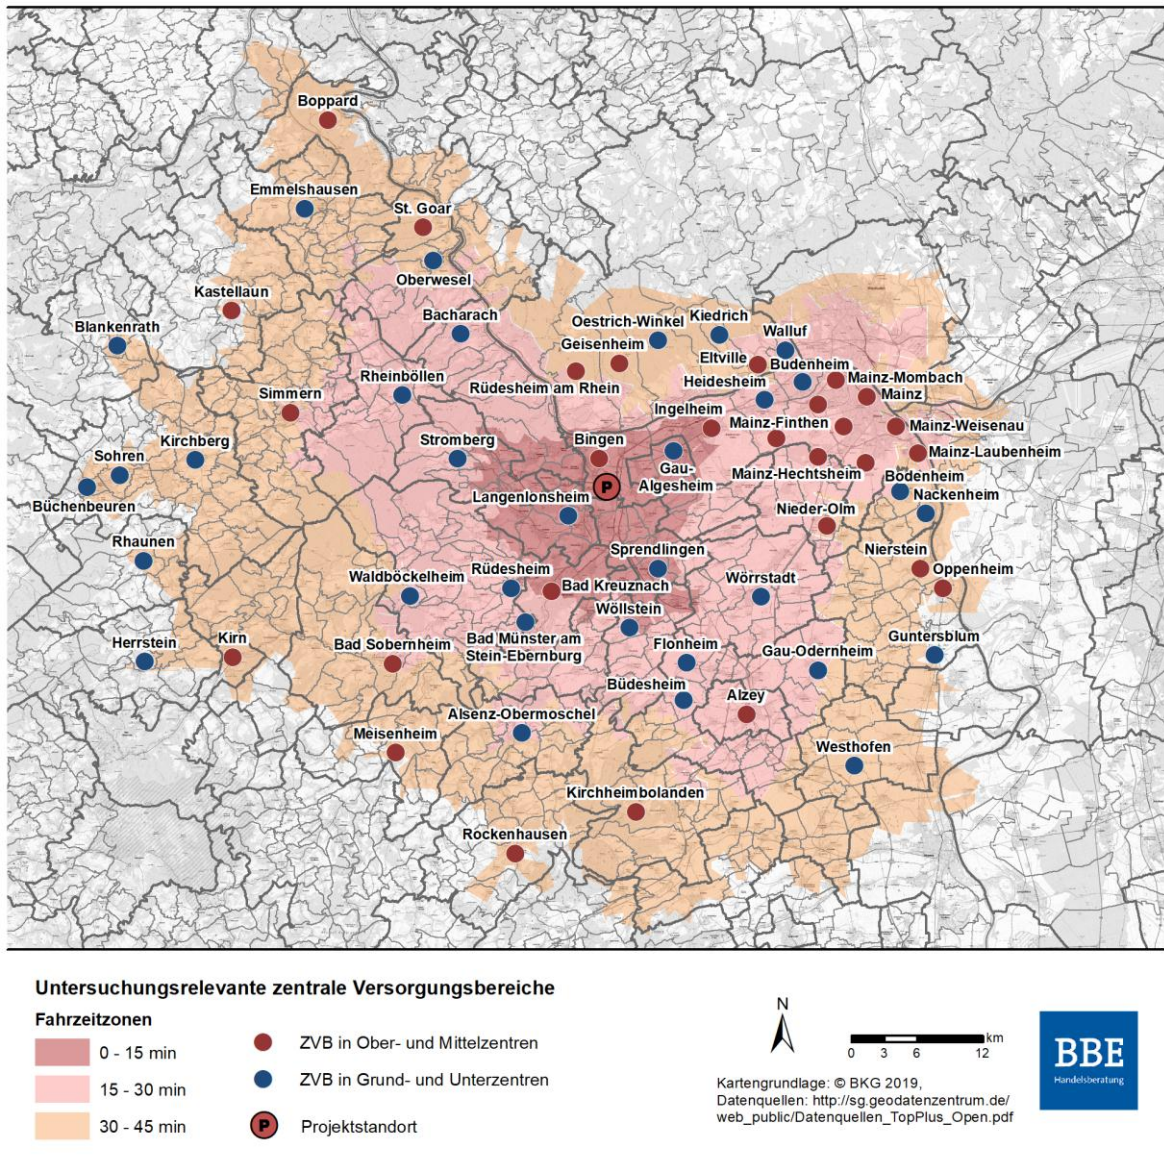 Boppard
Emmelshausen
St. Goar
Oberwesel
Kastellaun
Bacharach
Oestrich-Winkel
Kiedrich
Blankenrath
Geisenheim
Walluf
Eltville
Budenheim
Rheinböllen
Rüdesheim am Rhein
Heidesheim
Mainz-Mombach
Simmern
Mainz
Ingelheim
Mainz-Finthen
Mainz-Weisenau
Kirchberg
Stromberg
Bingen
Sohren
Gau-
Algesheim
Mainz-Hechtsheim
Mainz-Laubenheim
P
Bodenheim
Büchenbeuren
Langenlonsheim
Nackenheim
Nieder-Olm
Rhaunen
Sprendlingen
Nierstein
Waldböckelheim
Rüdesheim
Bad Kreuznach
Wörrstadt
Oppenheim
Wöllstein
Herrstein
Kirn
Bad Sobernheim
Bad Münster am
Stein-Ebernburg
Flonheim
Gau-Odernheim
Guntersblum
Büdesheim
Alzey
Alsenz-Obermoschel
Meisenheim
Westhofen
Kirchheimbolanden
Rockenhausen
Untersuchungsrelevante zentrale Versorgungsbereiche
Fahrzeitzonen
0 - 15 min
15 - 30 min
30 - 45 min
ZVB in Ober- und Mittelzentren
ZVB in Grund- und Unterzentren
P
Projektstandort
N
km
0 3 6 12
Kartengrundlage: © BKG 2019,
Datenquellen: http://sg.geodatenzentrum.de/
web_public/Datenquellen_TopPlus_Open.pdf
BBE
Handelsberatung